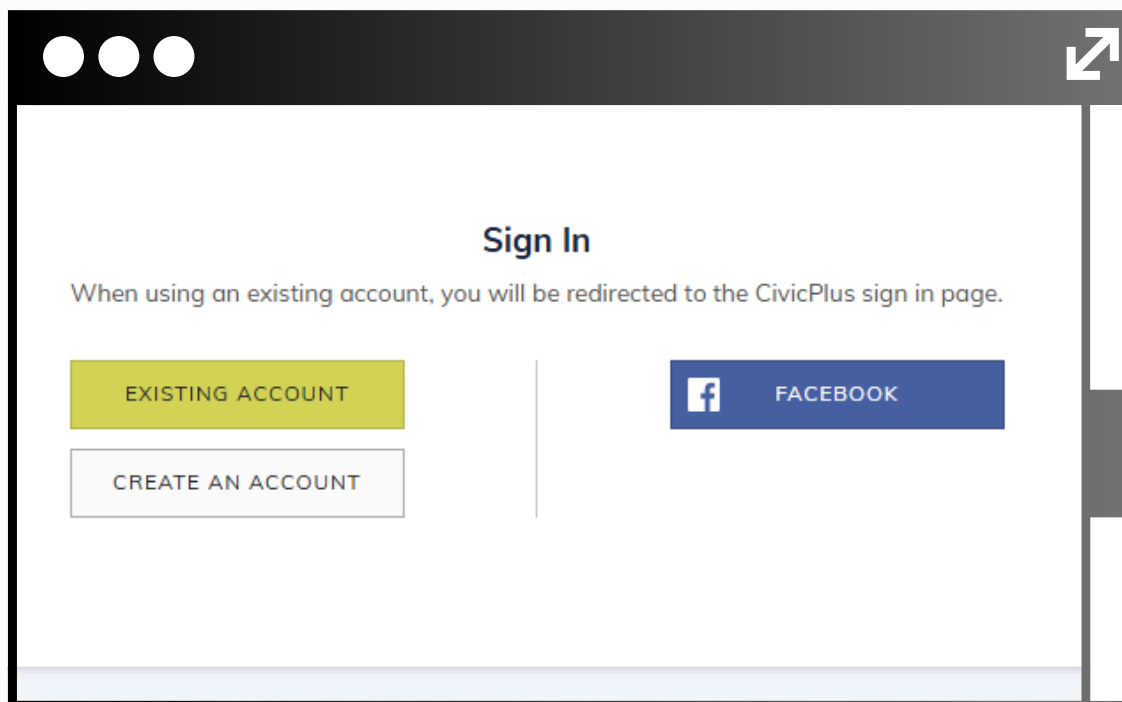 Sign In
When using an existing account, you will be redirected to the CivicPlus sign in page.
EXISTING ACCOUNT
FACEBOOK
CREATE AN ACCOUNT